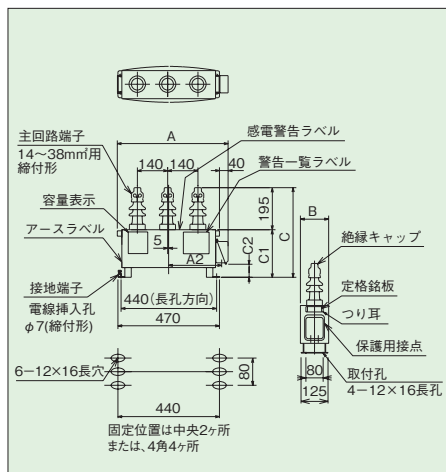 A
感電警告ラベル
主回路端子
14~38mm²用
締付形
140
140
40
警告一覧ラベル
容量表示
アースラベル
195
C
B
5
C2
C1
A2
絶縁キャップ
定格銘板
つり耳
保護用接点
接地端子
電線挿入孔
φ7(締付形)
440(長孔方向)
470
80
125
取付孔
4-12×16長孔
6-12×16長穴
80
440
固定位置は中央2ヶ所
または、4角4ヶ所